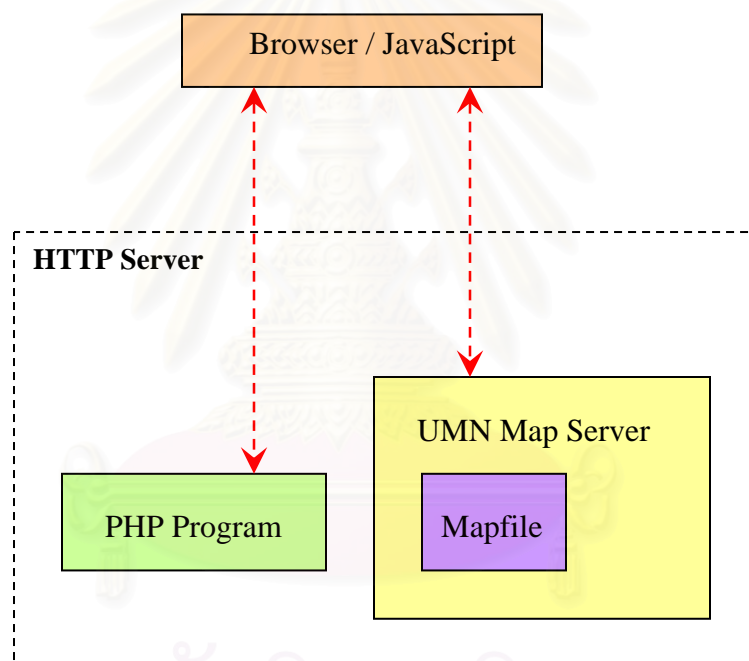 Browser / JavaScript
HTTP Server
UMN Map Server
PHP Program
Mapfile